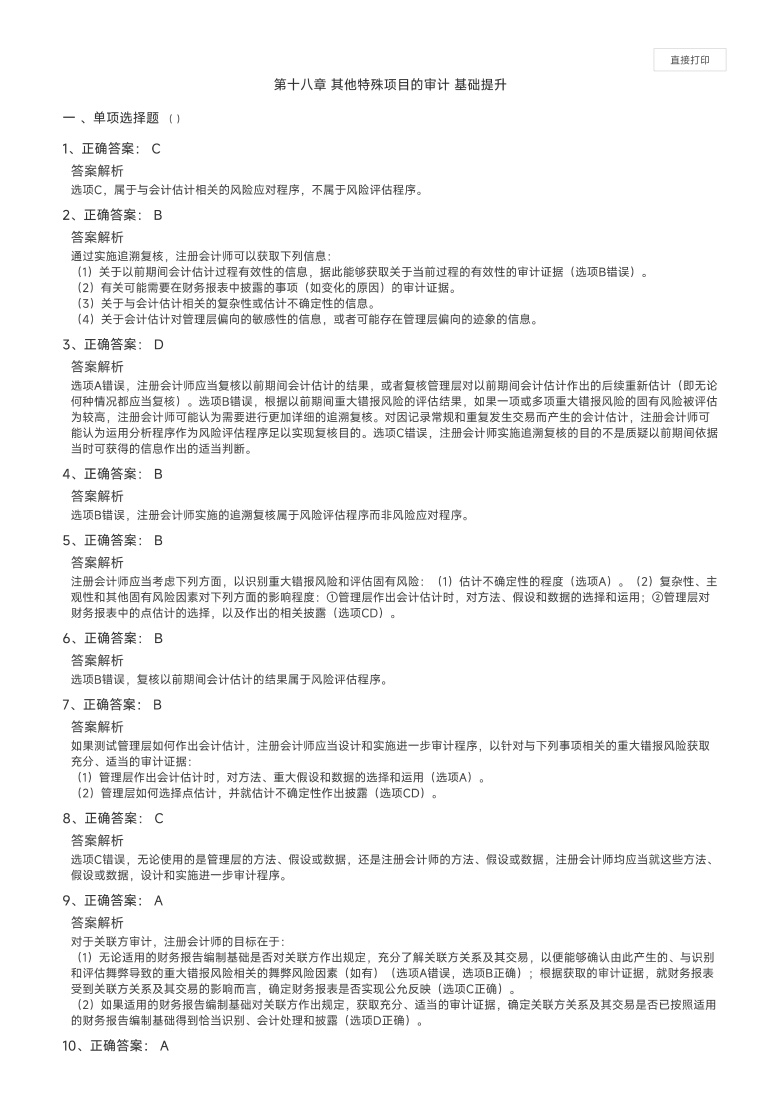 直接打印
第十八章 其他特殊项目的审计 基础提升
一 、单项选择题 （ ）
1、正确答案： C
答案解析
选项C，属于与会计估计相关的风险应对程序，不属于风险评估程序。
2、正确答案： B
答案解析
通过实施追溯复核，注册会计师可以获取下列信息：
（1）关于以前期间会计估计过程有效性的信息，据此能够获取关于当前过程的有效性的审计证据（选项B错误）。
（2）有关可能需要在财务报表中披露的事项（如变化的原因）的审计证据。
（3）关于与会计估计相关的复杂性或估计不确定性的信息。
（4）关于会计估计对管理层偏向的敏感性的信息，或者可能存在管理层偏向的迹象的信息。
3、正确答案： D
答案解析
选项A错误，注册会计师应当复核以前期间会计估计的结果，或者复核管理层对以前期间会计估计作出的后续重新估计（即无论
何种情况都应当复核）。选项B错误，根据以前期间重大错报风险的评估结果，如果一项或多项重大错报风险的固有风险被评估
为较高，注册会计师可能认为需要进行更加详细的追溯复核。对因记录常规和重复发生交易而产生的会计估计，注册会计师可
能认为运用分析程序作为风险评估程序足以实现复核目的。选项C错误，注册会计师实施追溯复核的目的不是质疑以前期间依据
当时可获得的信息作出的适当判断。
4、正确答案： B
答案解析
选项B错误，注册会计师实施的追溯复核属于风险评估程序而非风险应对程序。
5、正确答案： B
答案解析
注册会计师应当考虑下列方面，以识别重大错报风险和评估固有风险：（1）估计不确定性的程度（选项A）。（2）复杂性、主
观性和其他固有风险因素对下列方面的影响程度：①管理层作出会计估计时，对方法、假设和数据的选择和运用；②管理层对
财务报表中的点估计的选择，以及作出的相关披露（选项CD）。
6、正确答案： B
答案解析
选项B错误，复核以前期间会计估计的结果属于风险评估程序。
7、正确答案： B
答案解析
如果测试管理层如何作出会计估计，注册会计师应当设计和实施进一步审计程序，以针对与下列事项相关的重大错报风险获取
充分、适当的审计证据：
（1）管理层作出会计估计时，对方法、重大假设和数据的选择和运用（选项A）。
（2）管理层如何选择点估计，并就估计不确定性作出披露（选项CD）。
8、正确答案： C
答案解析
选项C错误，无论使用的是管理层的方法、假设或数据，还是注册会计师的方法、假设或数据，注册会计师均应当就这些方法、
假设或数据，设计和实施进一步审计程序。
9、正确答案： A
答案解析
对于关联方审计，注册会计师的目标在于：
（1）无论适用的财务报告编制基础是否对关联方作出规定，充分了解关联方关系及其交易，以便能够确认由此产生的、与识别
和评估舞弊导致的重大错报风险相关的舞弊风险因素（如有）（选项A错误，选项B正确）；根据获取的审计证据，就财务报表
受到关联方关系及其交易的影响而言，确定财务报表是否实现公允反映（选项C正确）。
（2）如果适用的财务报告编制基础对关联方作出规定，获取充分、适当的审计证据，确定关联方关系及其交易是否已按照适用
的财务报告编制基础得到恰当识别、会计处理和披露（选项D正确）。
10、正确答案： A